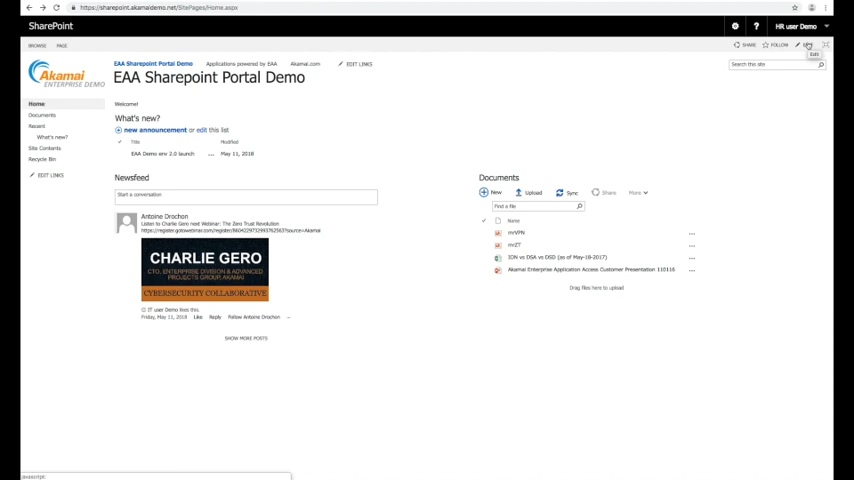 https://sharepoint.akamaidemo.net/SitePages/Home.aspx
SharePoint
? HR user Demo
BROWSE PAGE
SHARE FOLLOW
Edit
Akamai
ENTERPRISE DEMO
EAA Sharepoint Portal Demo Applications powered by EAA Akamai.com EDIT LINKS
EAA Sharepoint Portal Demo
Search this site
Home
Documents
Recent
What's new?
Site Contents
Recycle Bin
EDIT LINKS
Welcome!
What's new?
new announcement or edit this list
Title Modified
EAA Demo env 2.0 launch ... May 11, 2018
Newsfeed
Start a conversation
Antoine Drochon
Listen to Charlie Gero next Webinar: The Zero Trust Revolution
CHARLIE GERO
CTO, ENTERPRISE DIVISION & ADVANCED
PROJECTS GROUP, AKAMAI
CYBERSECURITY COLLABORATIVE
IT user Demo likes this.
Friday, May 11, 2018 Like Reply Follow Antoine Drochon
SHOW MORE POSTS
Documents
New Upload Sync Share More
Find a file
Name
mrVPN ...
mrZT ...
ION vs DSA vs DSD (as of May-18-2017) ...
Akamai Enterprise Application Access Customer Presentation 110116 ...
Drag files here to upload
javascript: